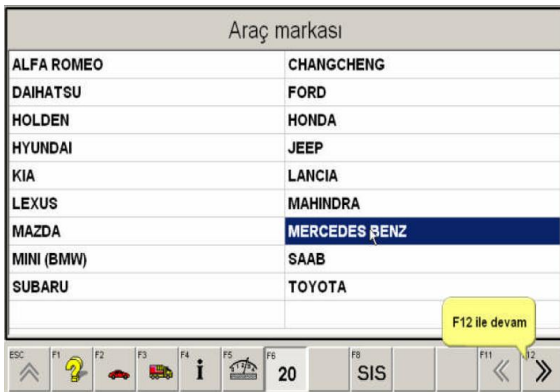 Araç markası
ALFA ROMEO CHANGCHENG
DAIHATSU FORD
HOLDEN HONDA
HYUNDAI JEEP
KIA LANCIA
LEXUS MAHINDRA
MAZDA MERCEDES BENZ
MINI (BMW) SAAB
SUBARU TOYOTA
F12 ile devam
ESC F1 F2 F3 F4 F5 F6 F8 F11 12
? i 20 SIS